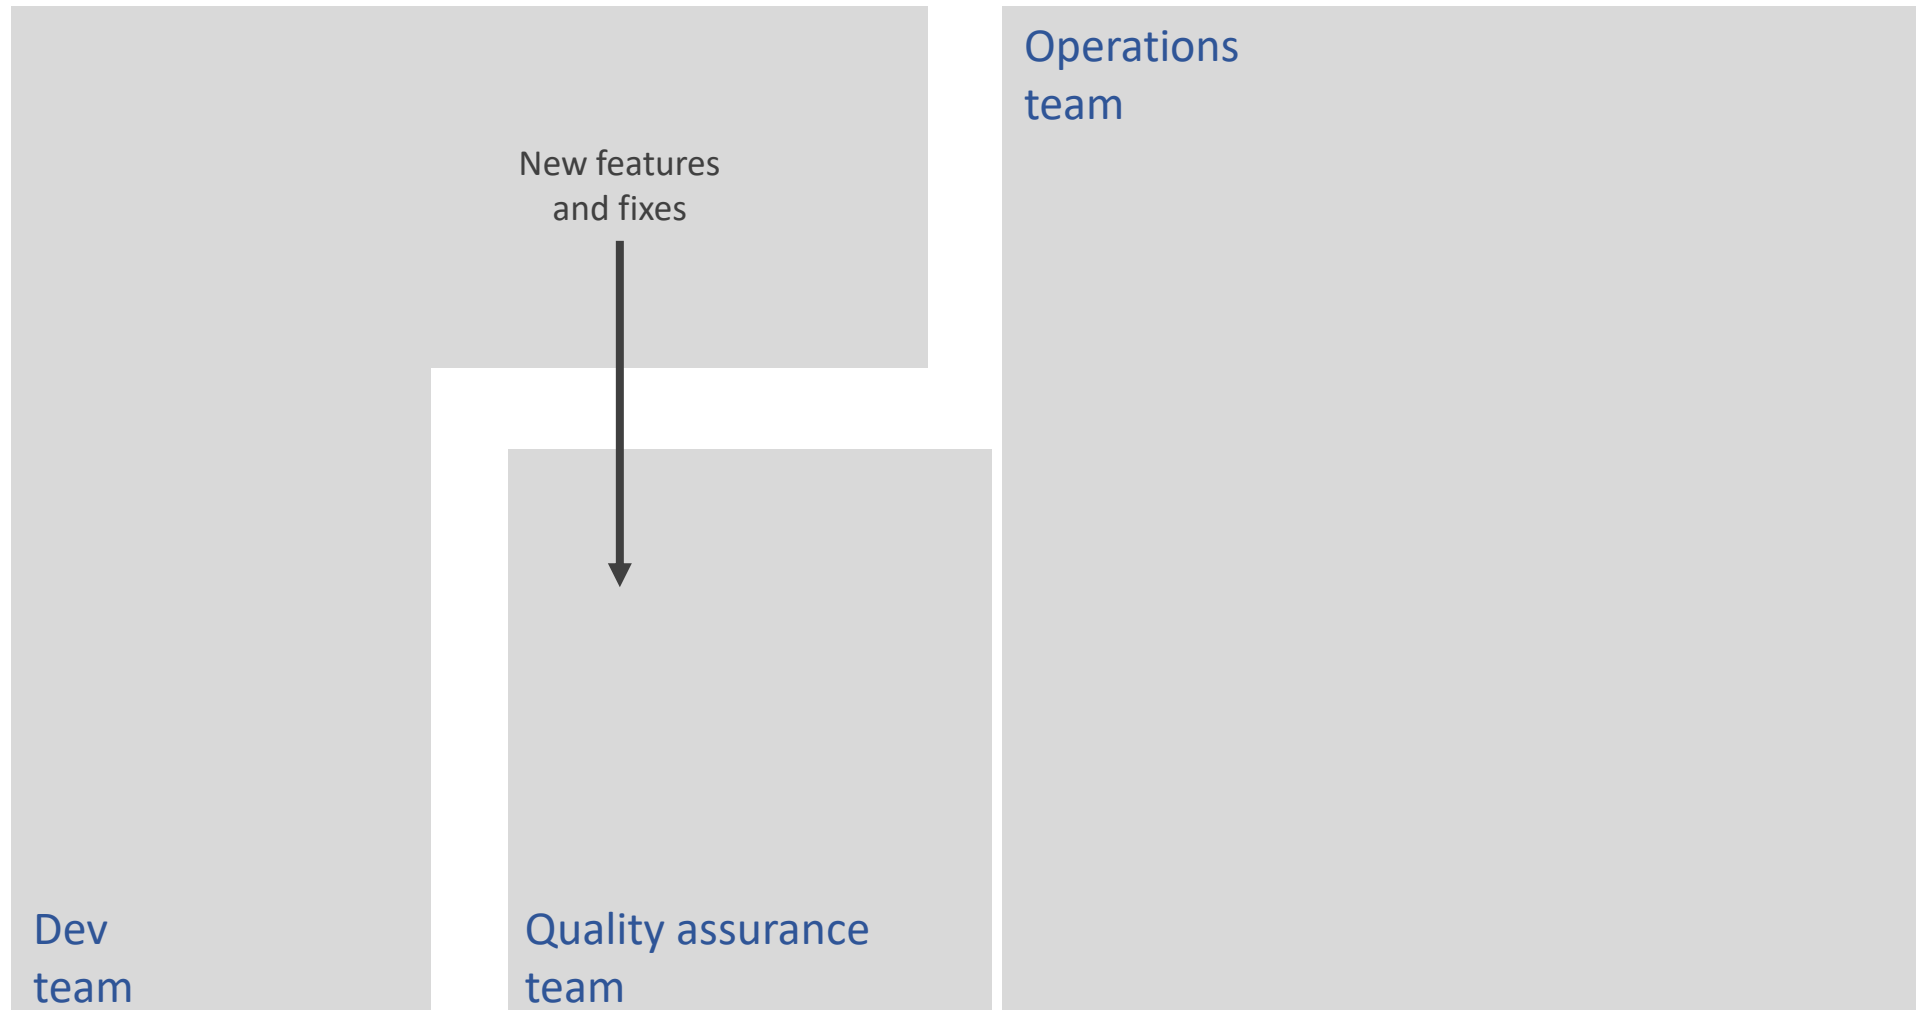 Operations
team
New features
and fixes
Dev
team
Quality assurance
team